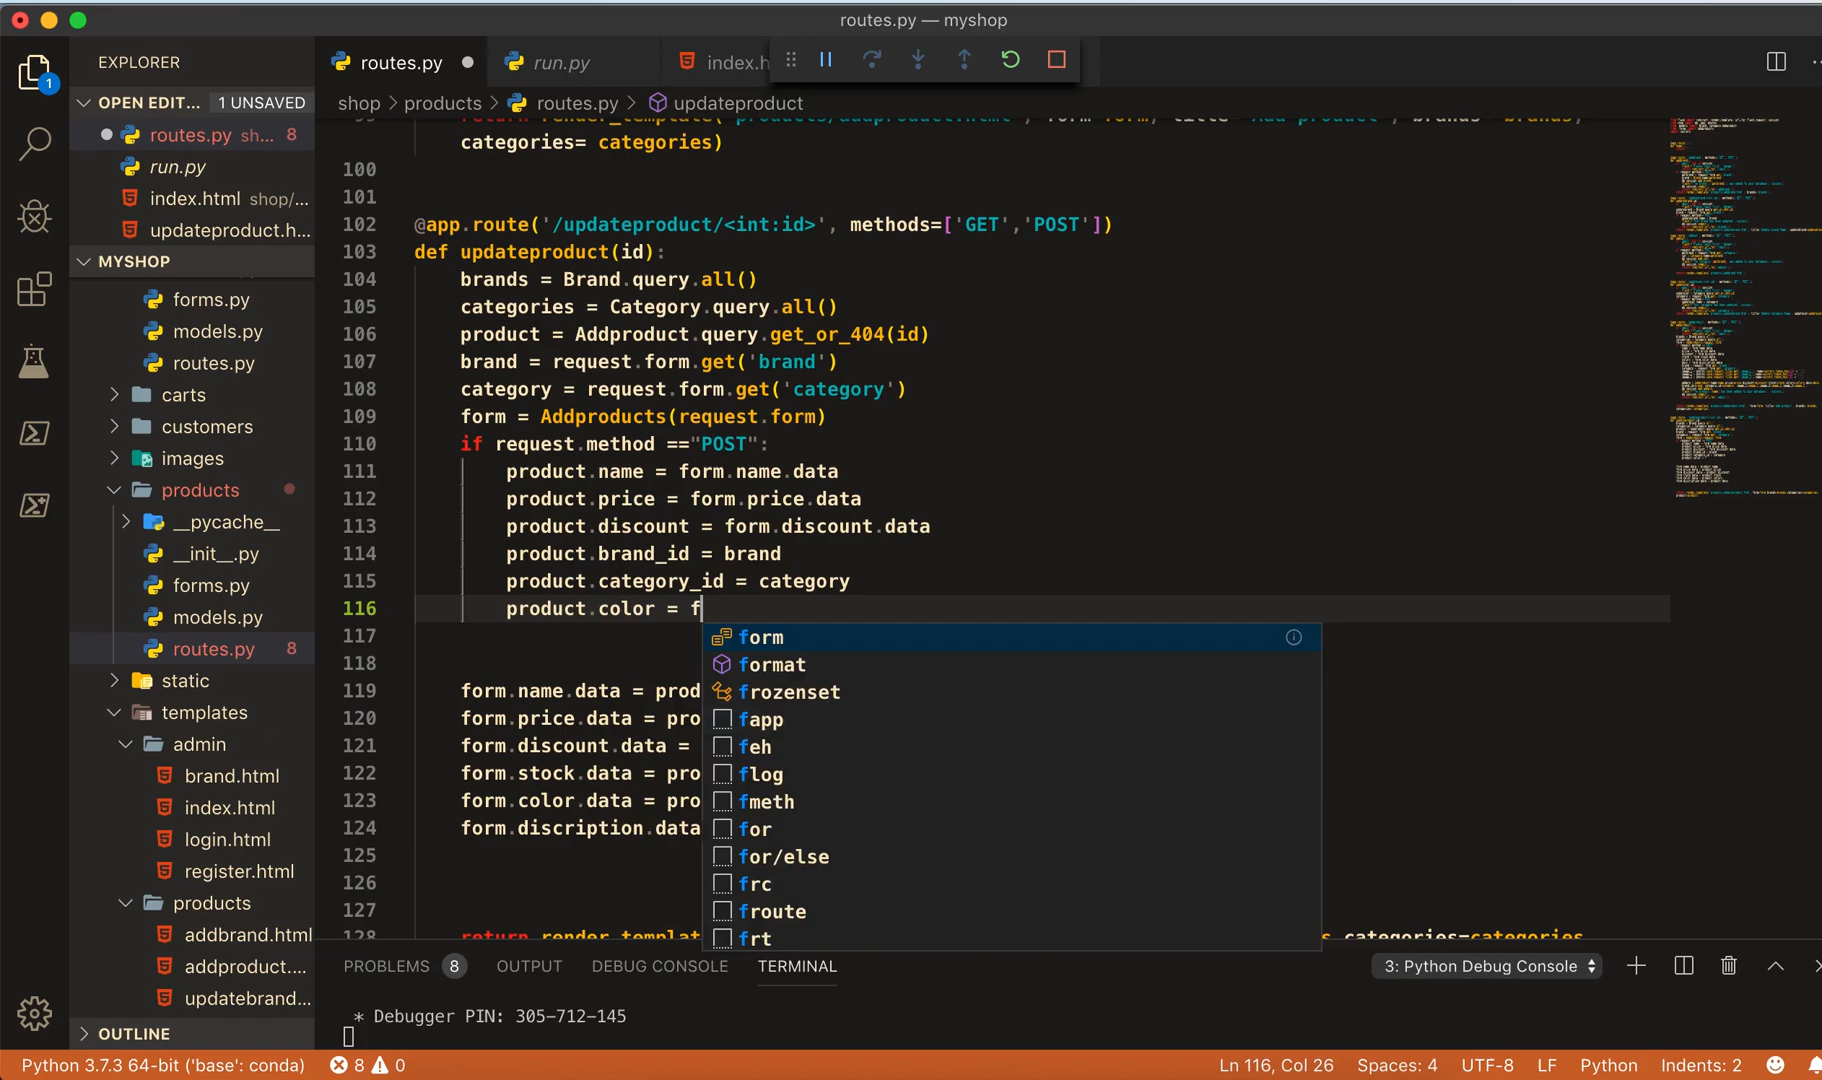 routes.py — myshop
1
EXPLORER
routes.py
run.py
index.h
OPEN EDIT...
1 UNSAVED
routes.py sh... 8
run.py
index.html shop/...
updateproduct.h...
MYSHOP
forms.py
models.py
routes.py
carts
customers
images
products
__pycache__
__init__.py
forms.py
models.py
routes.py 8
static
templates
admin
brand.html
index.html
login.html
register.html
products
addbrand.html
addproduct....
updatebrand...
OUTLINE
shop > products > routes.py > updateproduct
categories= categories)
100
101
102 @app.route('/updateproduct/<int:id>', methods=['GET','POST'])
103 def updateproduct(id):
104 brands = Brand.query.all()
105 categories = Category.query.all()
106 product = Addproduct.query.get_or_404(id)
107 brand = request.form.get('brand')
108 category = request.form.get('category')
109 form = Addproducts(request.form)
110 if request.method =="POST":
111 product.name = form.name.data
112 product.price = form.price.data
113 product.discount = form.discount.data
114 product.brand_id = brand
115 product.category_id = category
116 product.color = f
117
118
119 form.name.data = prod
120 form.price.data = pro
121 form.discount.data =
122 form.stock.data = pro
123 form.color.data = pro
124 form.discription.data
125
126
127
128 return render_templat
s categories=categories
form
format
frozenset
fapp
feh
flog
fmeth
for
for/else
frc
froute
frt
PROBLEMS 8 OUTPUT DEBUG CONSOLE TERMINAL
3: Python Debug Console
* Debugger PIN: 305-712-145
Python 3.7.3 64-bit ('base': conda) 8 0
Ln 116, Col 26 Spaces: 4 UTF-8 LF Python Indents: 2